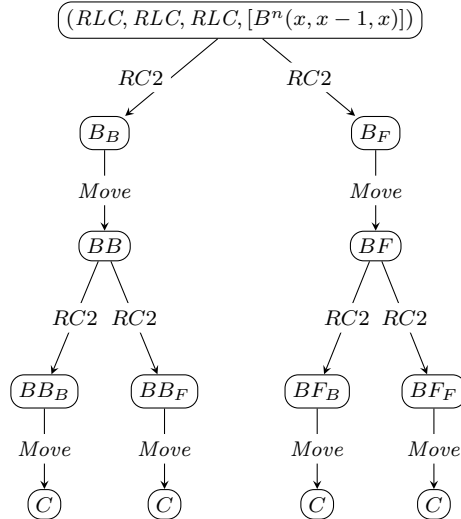 (RLC, RLC, RLC, [Bⁿ(x, x − 1, x)])
RC2 RC2
B_B B_F
Move Move
BB BF
RC2 RC2 RC2 RC2
BB_B BB_F BF_B BF_F
Move Move Move Move
C C C C